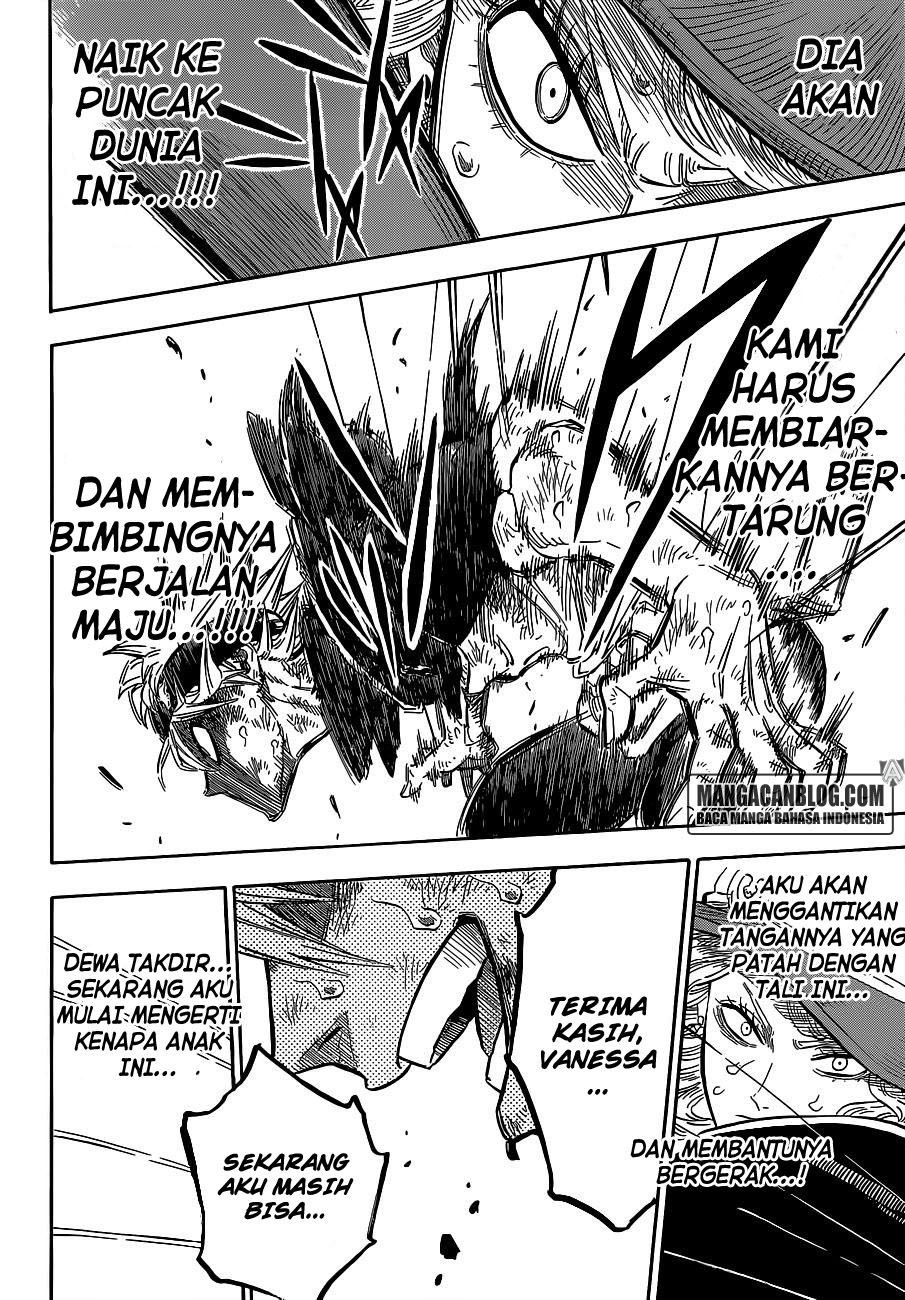 DIA
AKAN
NAIK KE
PUNCAK
DUNIA
INI...!!!
KAMI
HARUS
MEMBIAR-
KANNYA BER-
TARUNG
....
DAN MEM-
BIMBINGNYA
BERJALAN
MAJU...!!!
MANGACANBLOG.COM
BACA MANGA BAHASA INDONESIA
AKU AKAN
MENGGANTIKAN
TANGANNYA YANG
PATAH DENGAN
TALI INI...
DAN MEMBANTUNYA
BERGERAK...!
TERIMA
KASIH,
VANESSA
...
SEKARANG
AKU MASIH
BISA...
DEWA TAKDIR...
SEKARANG AKU
MULAI MENGERTI
KENAPA ANAK
INI...